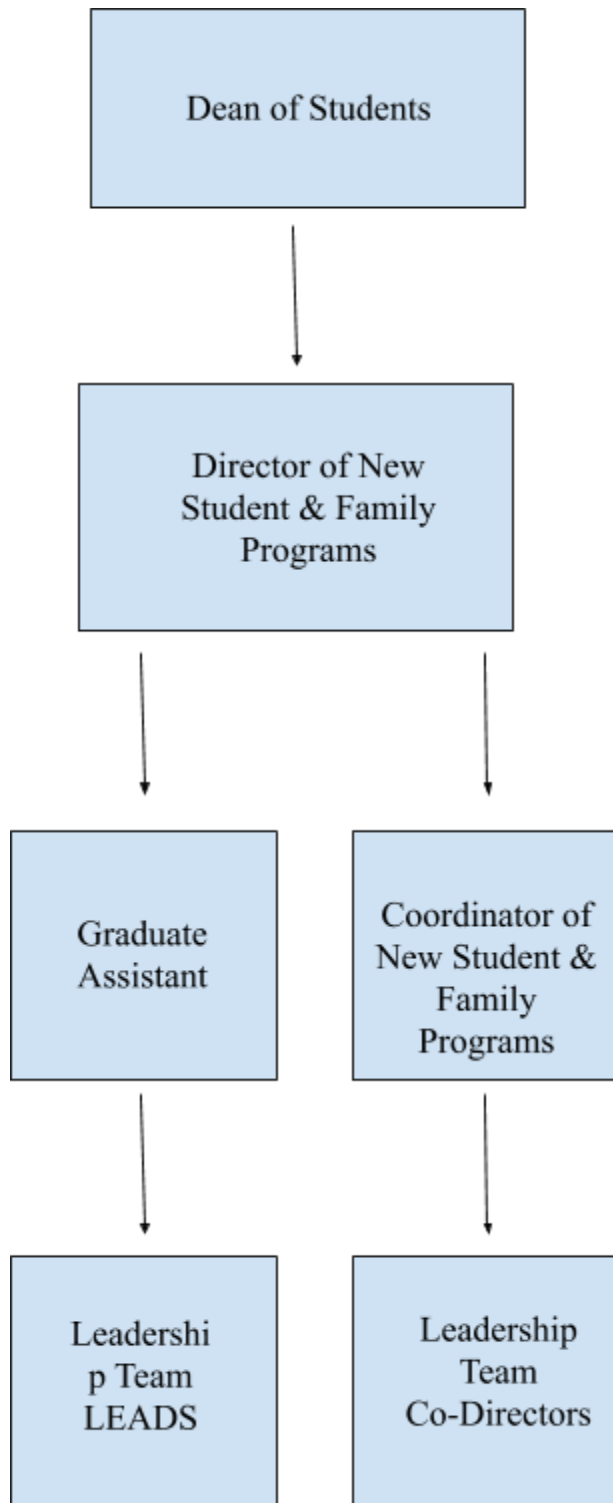 Dean of Students
Director of New
Student & Family
Programs
Graduate
Assistant
Coordinator of
New Student &
Family
Programs
Leadershi
p Team
LEADS
Leadership
Team
Co-Directors